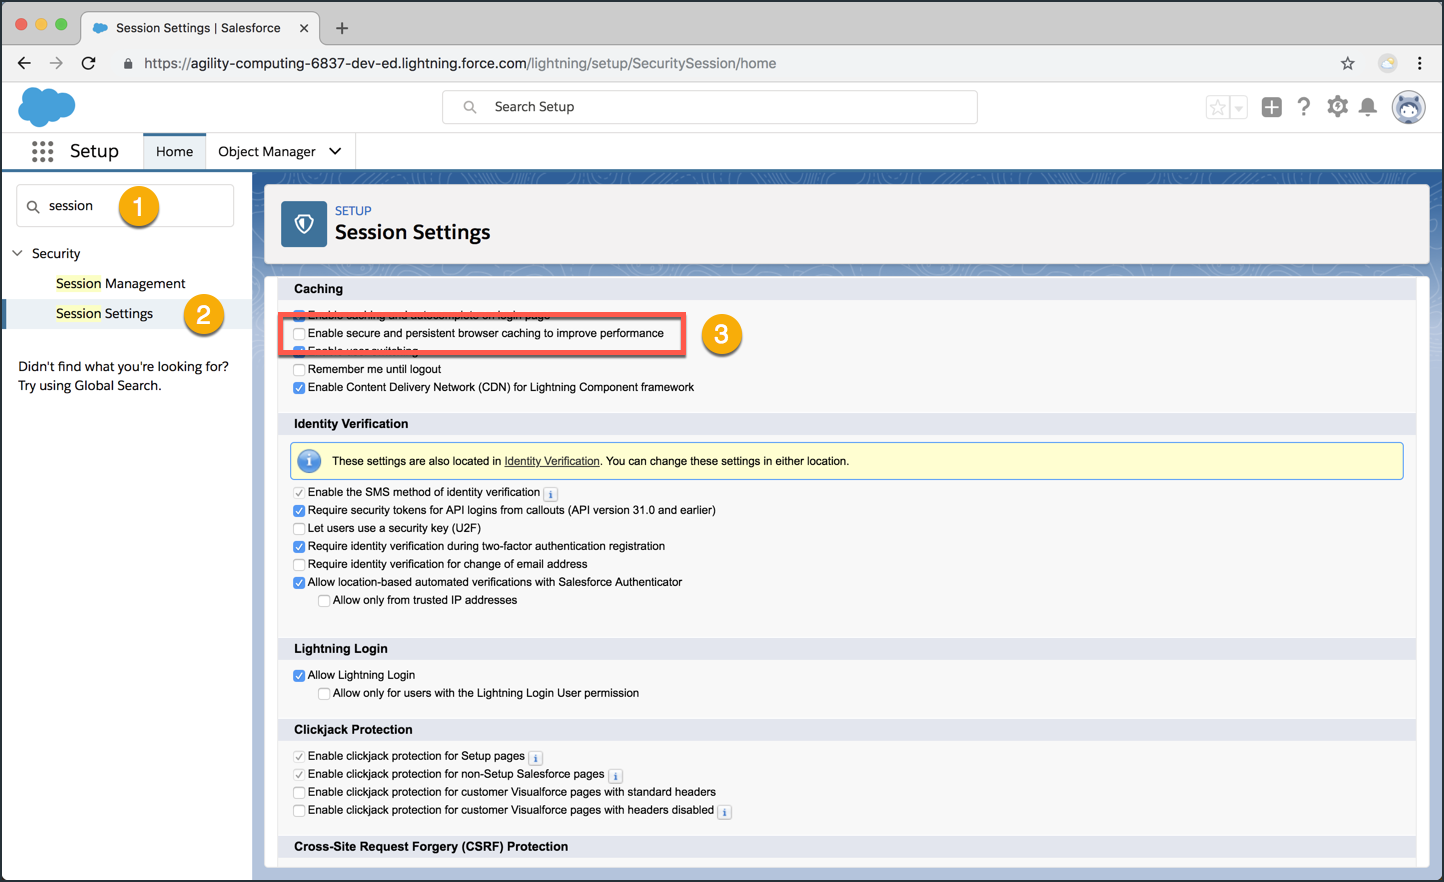 Session Settings | Salesforce
https://agility-computing-6837-dev-ed.lightning.force.com/lightning/setup/SecuritySession/home
Search Setup
Setup
Home
Object Manager
session
1
Security
Session Management
Session Settings
2
Didn't find what you're looking for?
Try using Global Search.
SETUP
Session Settings
Caching
Enable caching and autocomplete on login page
Enable secure and persistent browser caching to improve performance
3
Enable user switching
Remember me until logout
Enable Content Delivery Network (CDN) for Lightning Component framework
Identity Verification
These settings are also located in Identity Verification. You can change these settings in either location.
Enable the SMS method of identity verification
Require security tokens for API logins from callouts (API version 31.0 and earlier)
Let users use a security key (U2F)
Require identity verification during two-factor authentication registration
Require identity verification for change of email address
Allow location-based automated verifications with Salesforce Authenticator
Allow only from trusted IP addresses
Lightning Login
Allow Lightning Login
Allow only for users with the Lightning Login User permission
Clickjack Protection
Enable clickjack protection for Setup pages
Enable clickjack protection for non-Setup Salesforce pages
Enable clickjack protection for customer Visualforce pages with standard headers
Enable clickjack protection for customer Visualforce pages with headers disabled
Cross-Site Request Forgery (CSRF) Protection